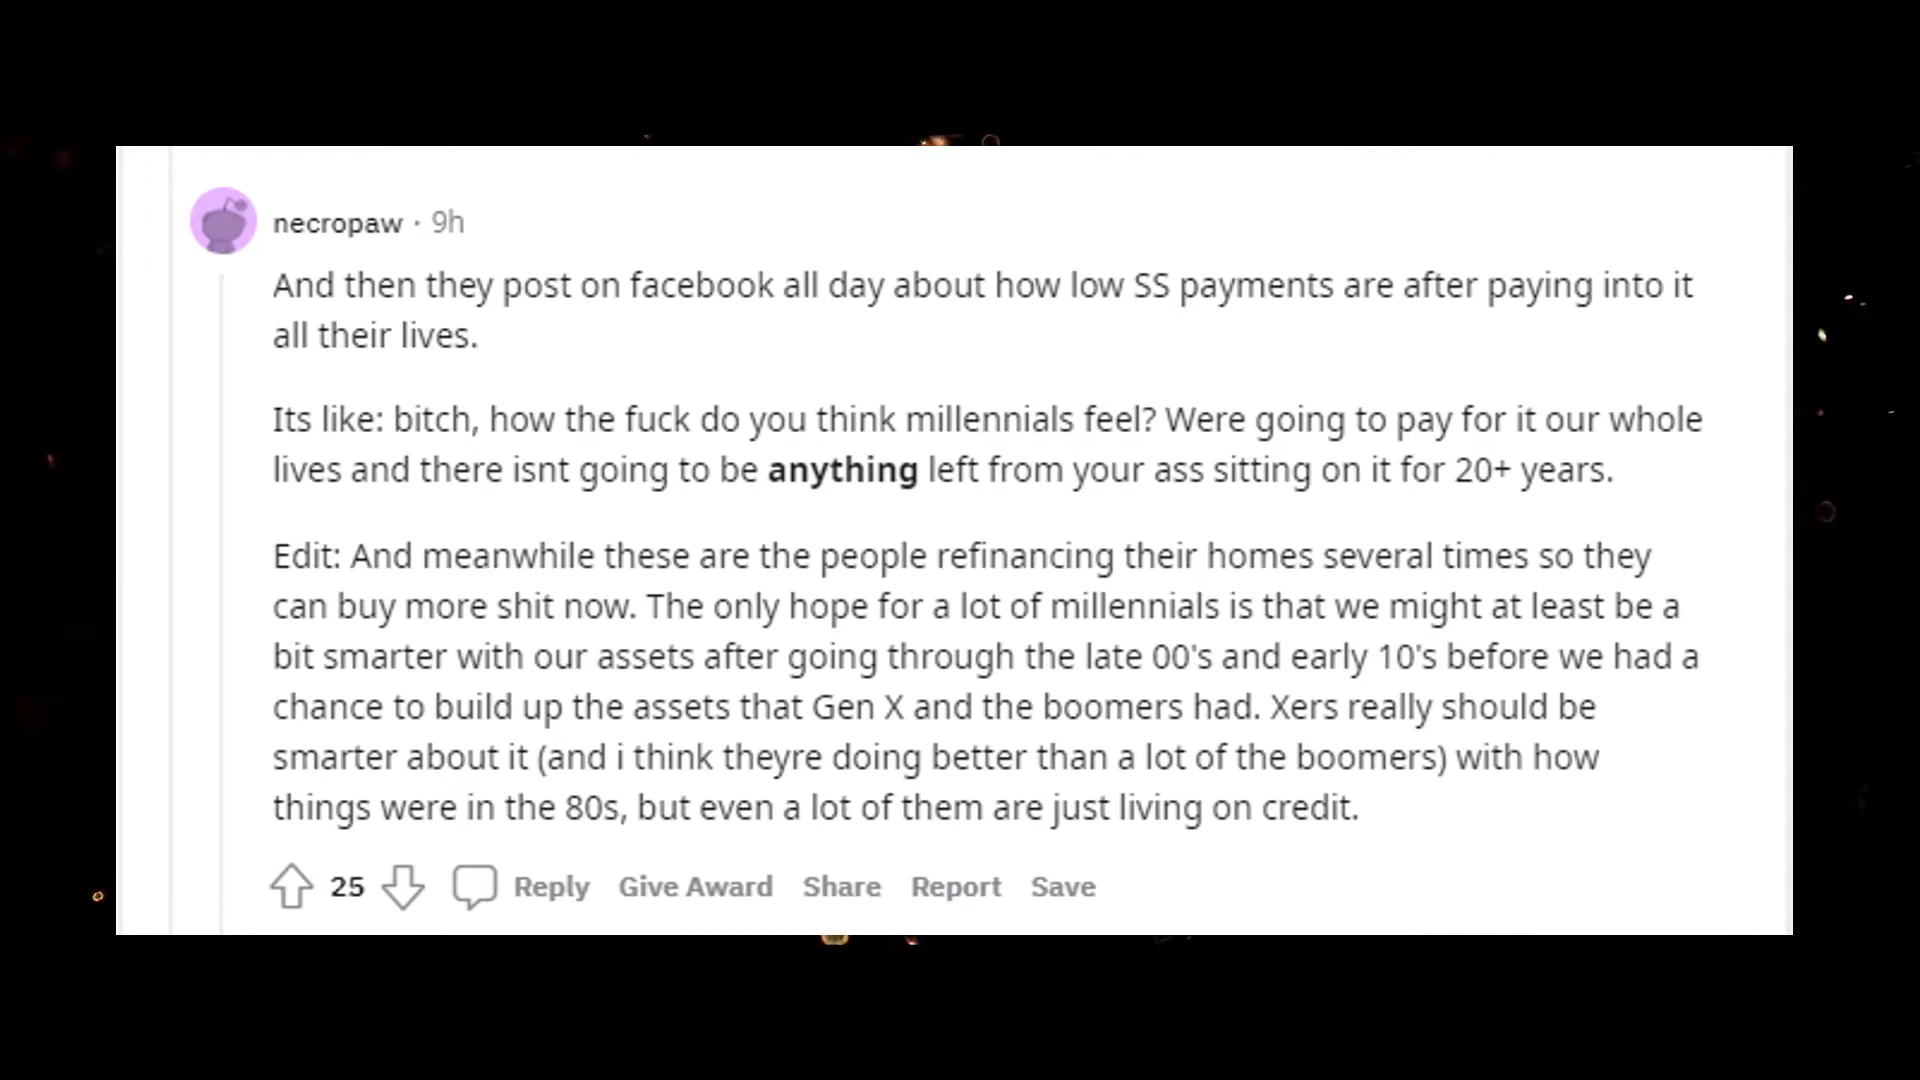 necropaw · 9h
And then they post on facebook all day about how low SS payments are after paying into it
all their lives.
Its like: bitch, how the fuck do you think millennials feel? Were going to pay for it our whole
lives and there isnt going to be anything left from your ass sitting on it for 20+ years.
Edit: And meanwhile these are the people refinancing their homes several times so they
can buy more shit now. The only hope for a lot of millennials is that we might at least be a
bit smarter with our assets after going through the late 00's and early 10's before we had a
chance to build up the assets that Gen X and the boomers had. Xers really should be
smarter about it (and i think theyre doing better than a lot of the boomers) with how
things were in the 80s, but even a lot of them are just living on credit.
25 Reply Give Award Share Report Save